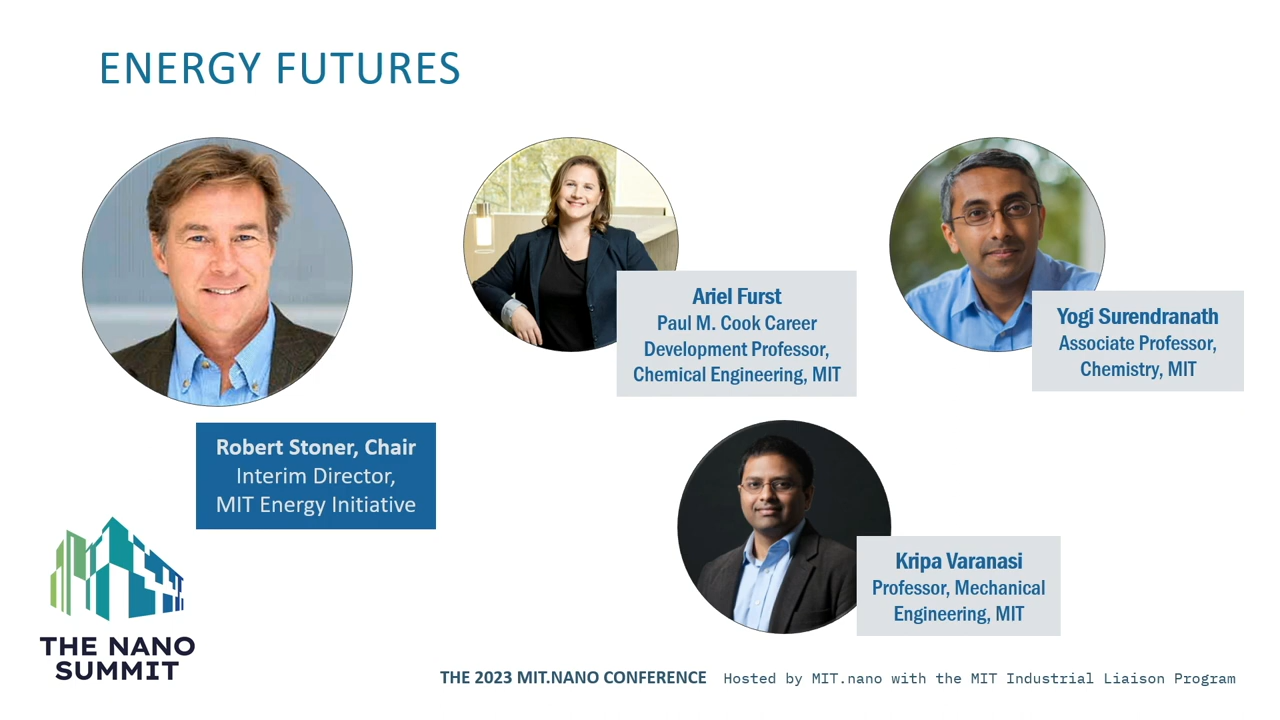 ENERGY FUTURES
Ariel Furst
Paul M. Cook Career
Development Professor,
Chemical Engineering, MIT
Yogi Surendranath
Associate Professor,
Chemistry, MIT
Robert Stoner, Chair
Interim Director,
MIT Energy Initiative
Kripa Varanasi
Professor, Mechanical
Engineering, MIT
THE NANO
SUMMIT
THE 2023 MIT.NANO CONFERENCE Hosted by MIT.nano with the MIT Industrial Liaison Program